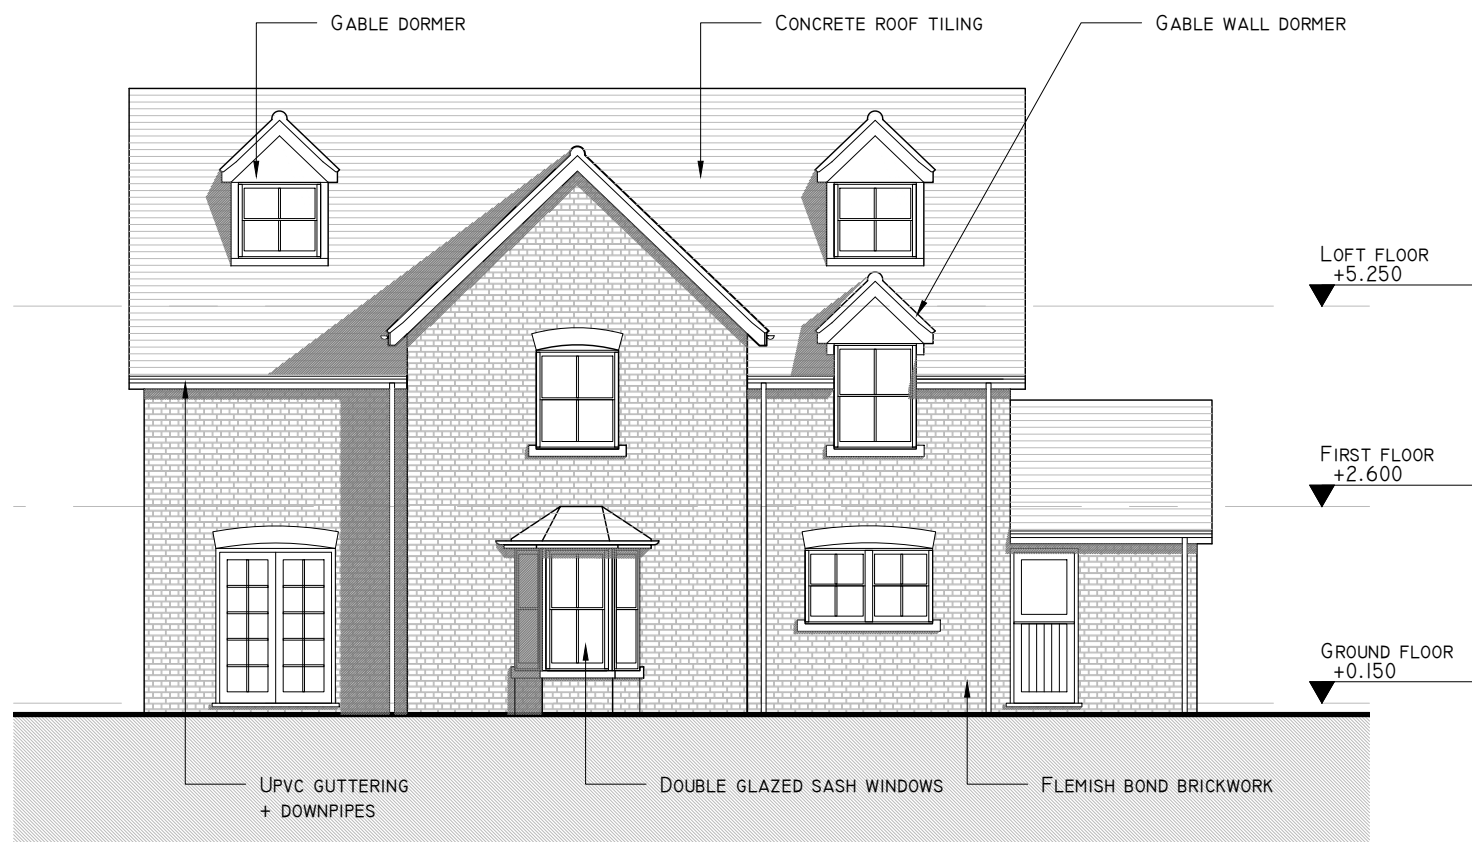 GABLE DORMER
CONCRETE ROOF TILING
GABLE WALL DORMER
LOFT FLOOR
+5.250
FIRST FLOOR
+2.600
GROUND FLOOR
+0.150
UPVC GUTTERING
+ DOWNPIPES
DOUBLE GLAZED SASH WINDOWS
FLEMISH BOND BRICKWORK